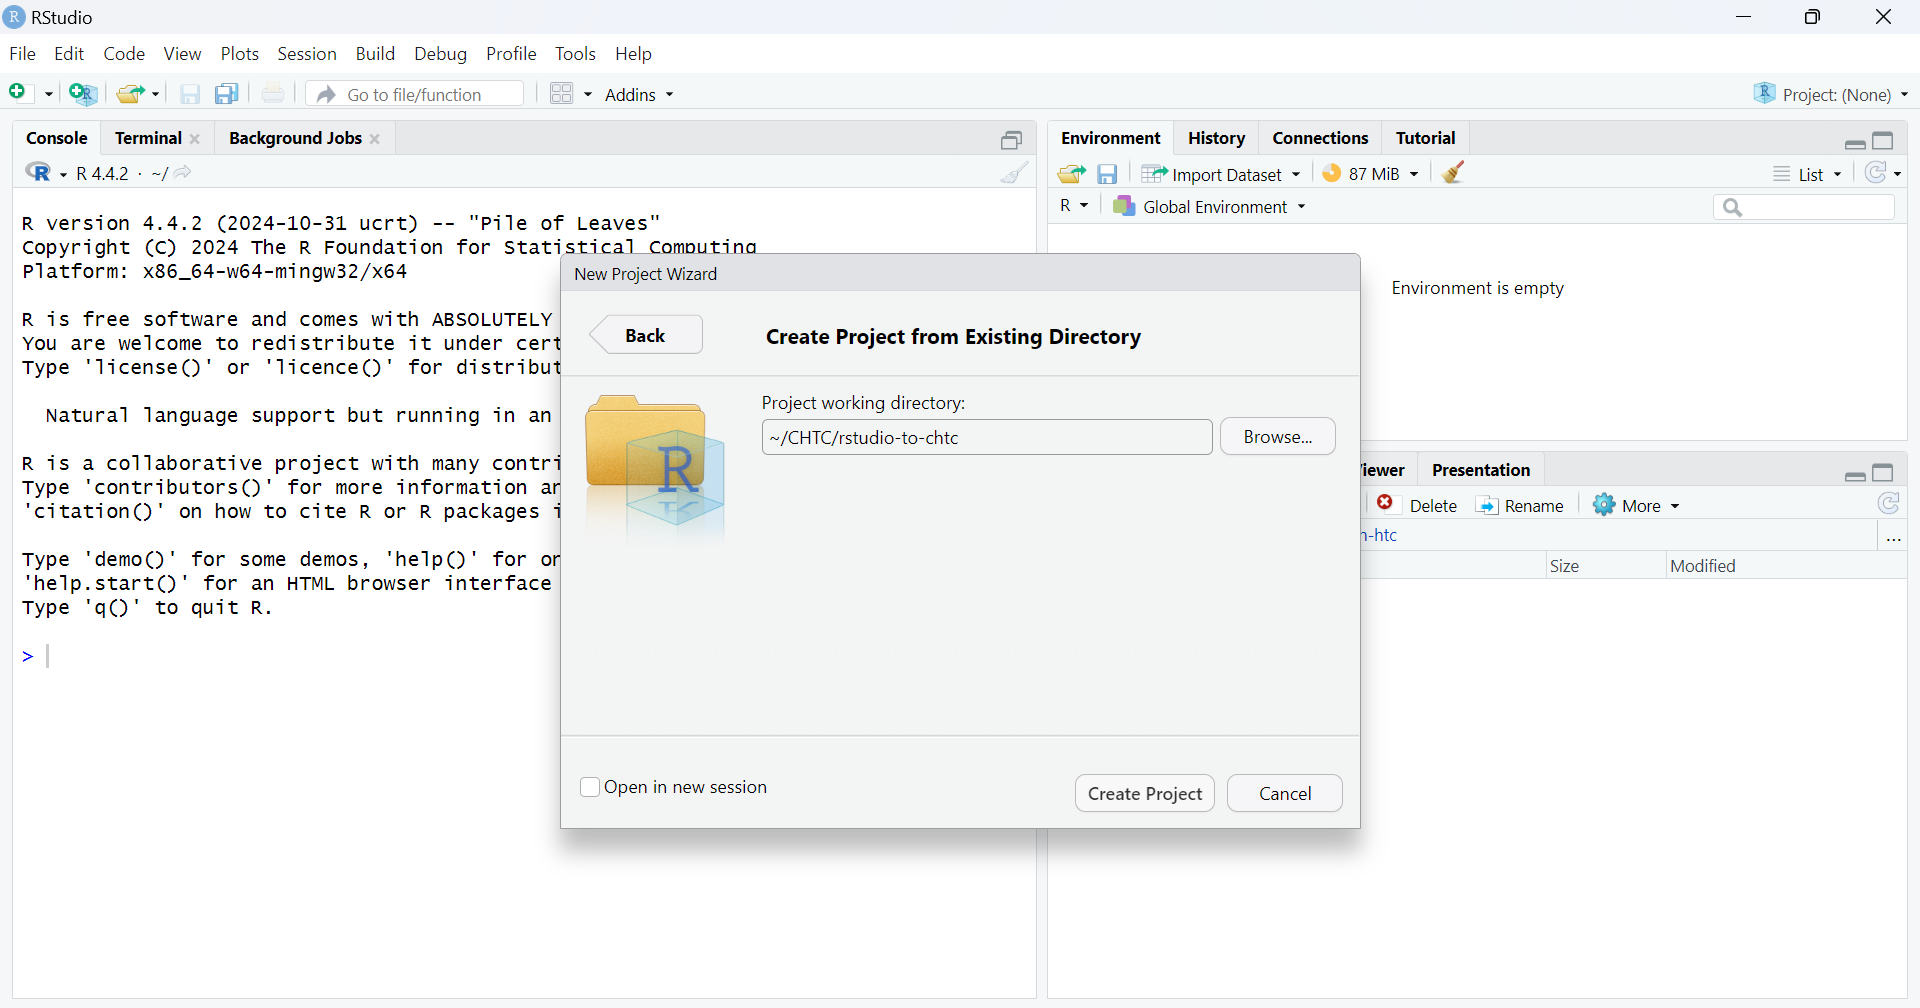 RStudio
File Edit Code View Plots Session Build Debug Profile Tools Help
Go to file/function Addins Project: (None)
Console Terminal Background Jobs
R 4.4.2 · ~/
R version 4.4.2 (2024-10-31 ucrt) -- "Pile of Leaves"
Copyright (C) 2024 The R Foundation for Statistical Computing
Platform: x86_64-w64-mingw32/x64
R is free software and comes with ABSOLUTELY
You are welcome to redistribute it under cert
Type 'license()' or 'licence()' for distribut
Natural language support but running in an
R is a collaborative project with many contri
Type 'contributors()' for more information an
'citation()' on how to cite R or R packages i
Type 'demo()' for some demos, 'help()' for on
'help.start()' for an HTML browser interface
Type 'q()' to quit R.
>
New Project Wizard
Back
Create Project from Existing Directory
R
Project working directory:
~/CHTC/rstudio-to-chtc
Browse...
Open in new session
Create Project
Cancel
Environment History Connections Tutorial
Import Dataset 87 MiB List
R Global Environment
Environment is empty
iewer Presentation
Delete Rename More
-htc ...
Size Modified